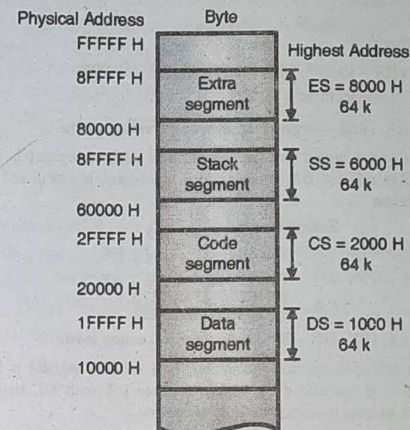 Physical Address Byte
FFFFF H
Highest Address
8FFFF H
Extra segment
ES = 8000 H
64 k
80000 H
8FFFF H
Stack segment
SS = 6000 H
64 k
60000 H
2FFFF H
Code segment
CS = 2000 H
64 k
20000 H
1FFFF H
Data segment
DS = 1000 H
64 k
10000 H